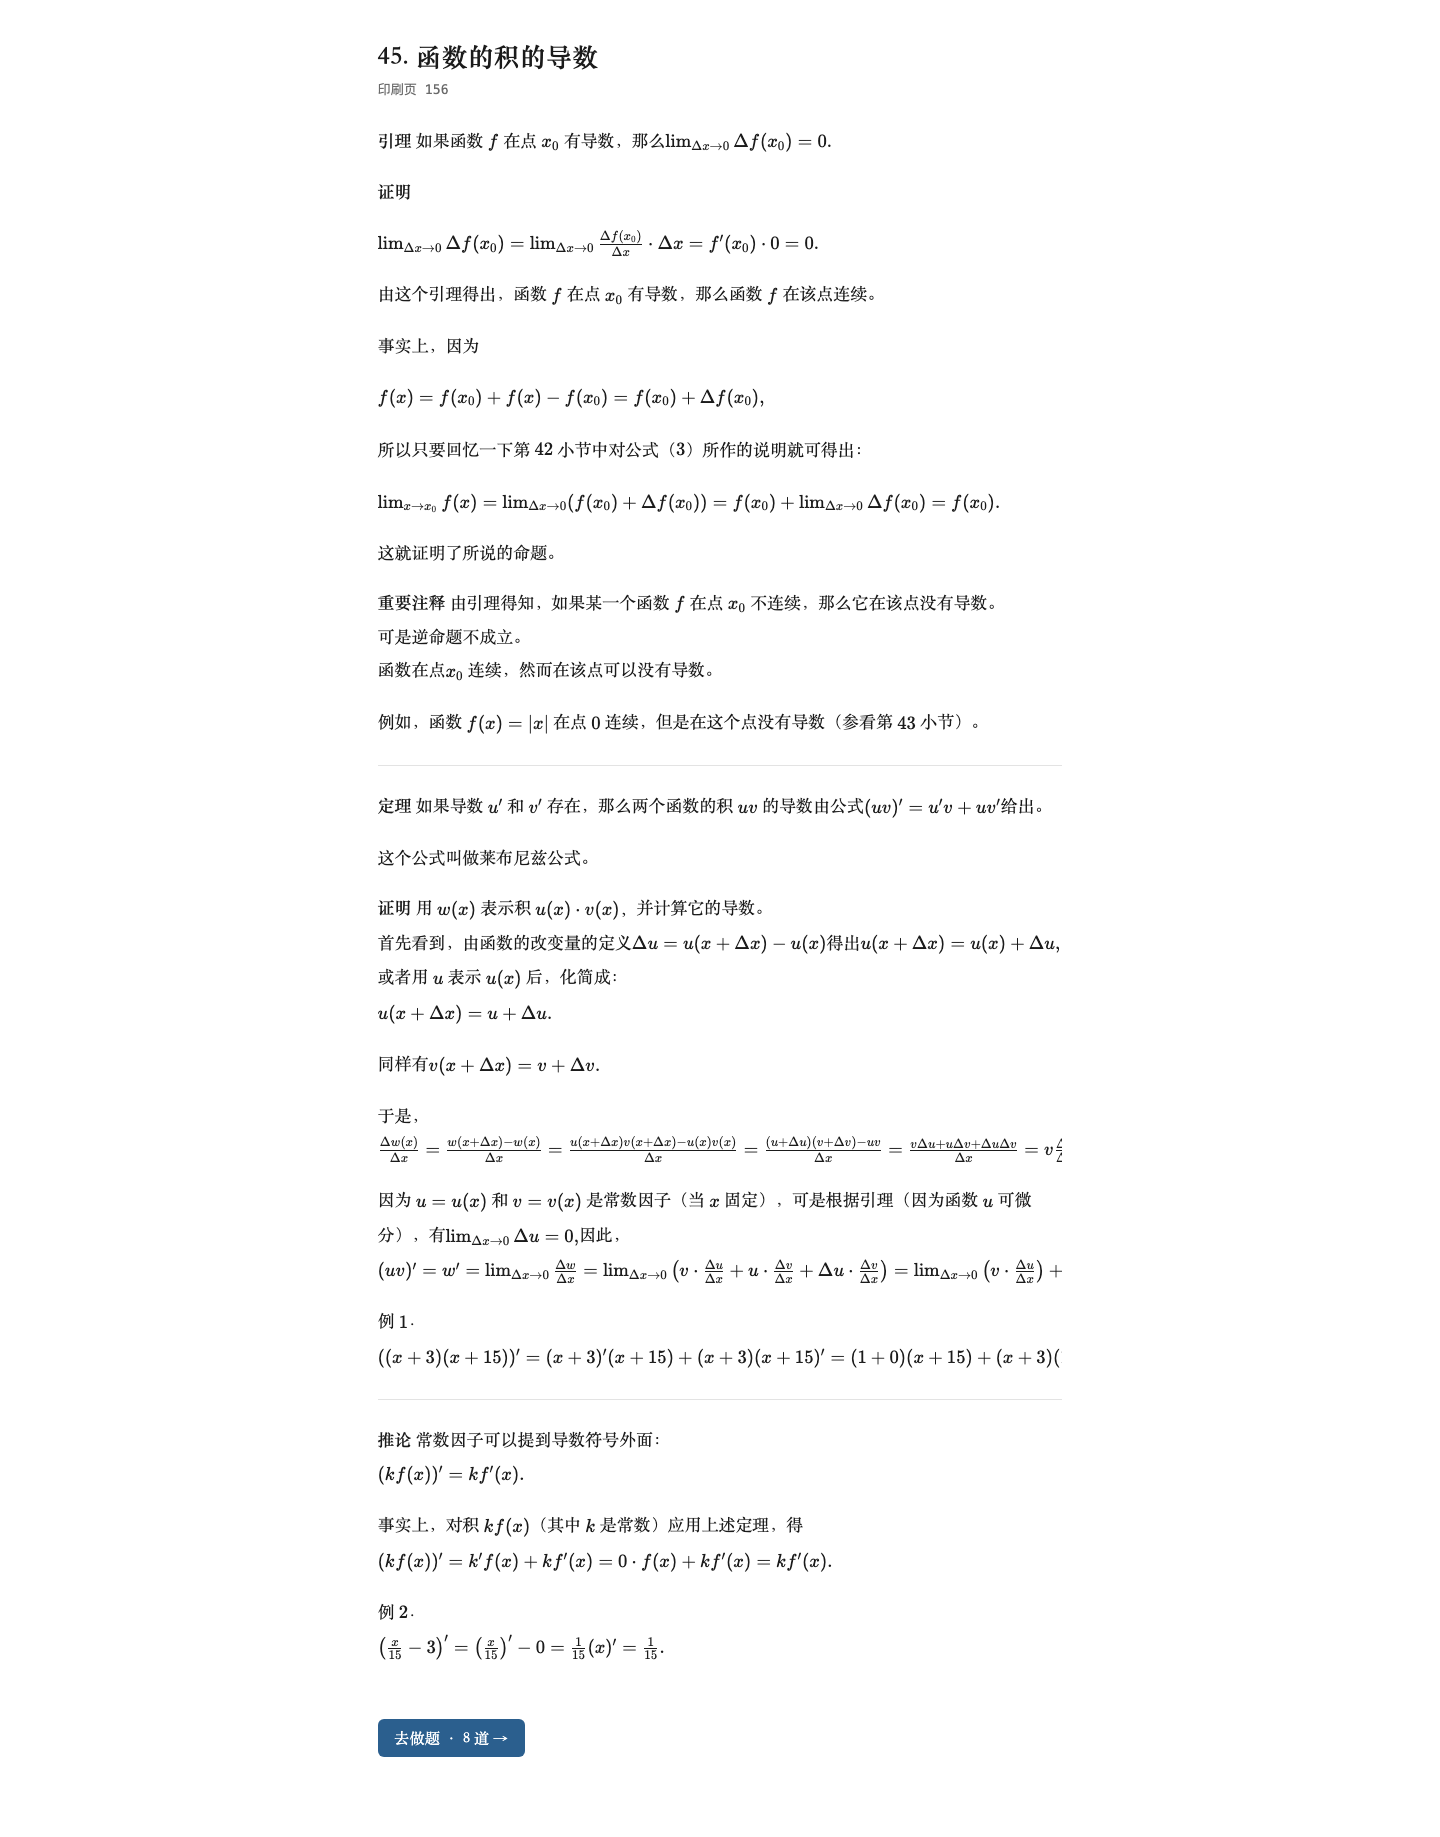 45. 函数的积的导数
印刷页 156
引理 如果函数 f 在点 x₀ 有导数，那么lim_{Δx→0} Δf(x₀) = 0.
证明
lim_{Δx→0} Δf(x₀) = lim_{Δx→0} \frac{Δf(x₀)}{Δx} · Δx = f′(x₀) · 0 = 0.
由这个引理得出，函数 f 在点 x₀ 有导数，那么函数 f 在该点连续。
事实上，因为
f(x) = f(x₀) + f(x) − f(x₀) = f(x₀) + Δf(x₀),
所以只要回忆一下第 42 小节中对公式（3）所作的说明就可得出：
lim_{x→x₀} f(x) = lim_{Δx→0}(f(x₀) + Δf(x₀)) = f(x₀) + lim_{Δx→0} Δf(x₀) = f(x₀).
这就证明了所说的命题。
重要注释 由引理得知，如果某一个函数 f 在点 x₀ 不连续，那么它在该点没有导数。
可是逆命题不成立。
函数在点x₀ 连续，然而在该点可以没有导数。
例如，函数 f(x) = |x| 在点 0 连续，但是在这个点没有导数（参看第 43 小节）。
定理 如果导数 u′ 和 v′ 存在，那么两个函数的积 uv 的导数由公式(uv)′ = u′v + uv′给出。
这个公式叫做莱布尼兹公式。
证明 用 w(x) 表示积 u(x) · v(x)，并计算它的导数。
首先看到，由函数的改变量的定义Δu = u(x + Δx) − u(x)得出u(x + Δx) = u(x) + Δu,
或者用 u 表示 u(x) 后，化简成：
u(x + Δx) = u + Δu.
同样有v(x + Δx) = v + Δv.
于是，
\frac{Δw(x)}{Δx} = \frac{w(x+Δx)−w(x)}{Δx} = \frac{u(x+Δx)v(x+Δx)−u(x)v(x)}{Δx} = \frac{(u+Δu)(v+Δv)−uv}{Δx} = \frac{vΔu+uΔv+ΔuΔv}{Δx} = v
因为 u = u(x) 和 v = v(x) 是常数因子（当 x 固定），可是根据引理（因为函数 u 可微
分），有lim_{Δx→0} Δu = 0,因此，
(uv)′ = w′ = lim_{Δx→0} \frac{Δw}{Δx} = lim_{Δx→0} (v · \frac{Δu}{Δx} + u · \frac{Δv}{Δx} + Δu · \frac{Δv}{Δx}) = lim_{Δx→0} (v · \frac{Δu}{Δx}) +
例 1.
((x + 3)(x + 15))′ = (x + 3)′(x + 15) + (x + 3)(x + 15)′ = (1 + 0)(x + 15) + (x + 3)(
推论 常数因子可以提到导数符号外面：
(kf(x))′ = kf′(x).
事实上，对积 kf(x)（其中 k 是常数）应用上述定理，得
(kf(x))′ = k′f(x) + kf′(x) = 0 · f(x) + kf′(x) = kf′(x).
例 2.
(\frac{x}{15} − 3)′ = (\frac{x}{15})′ − 0 = \frac{1}{15}(x)′ = \frac{1}{15}.
去做题 · 8 道 →